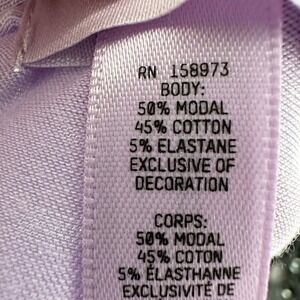 RN 158973
BODY:
50% MODAL
45% COTTON
5% ELASTANE
EXCLUSIVE OF
DECORATION
CORPS:
50% MODAL
45% COTON
5% ÉLASTHANNE
EXCLUSIVITÉ DE